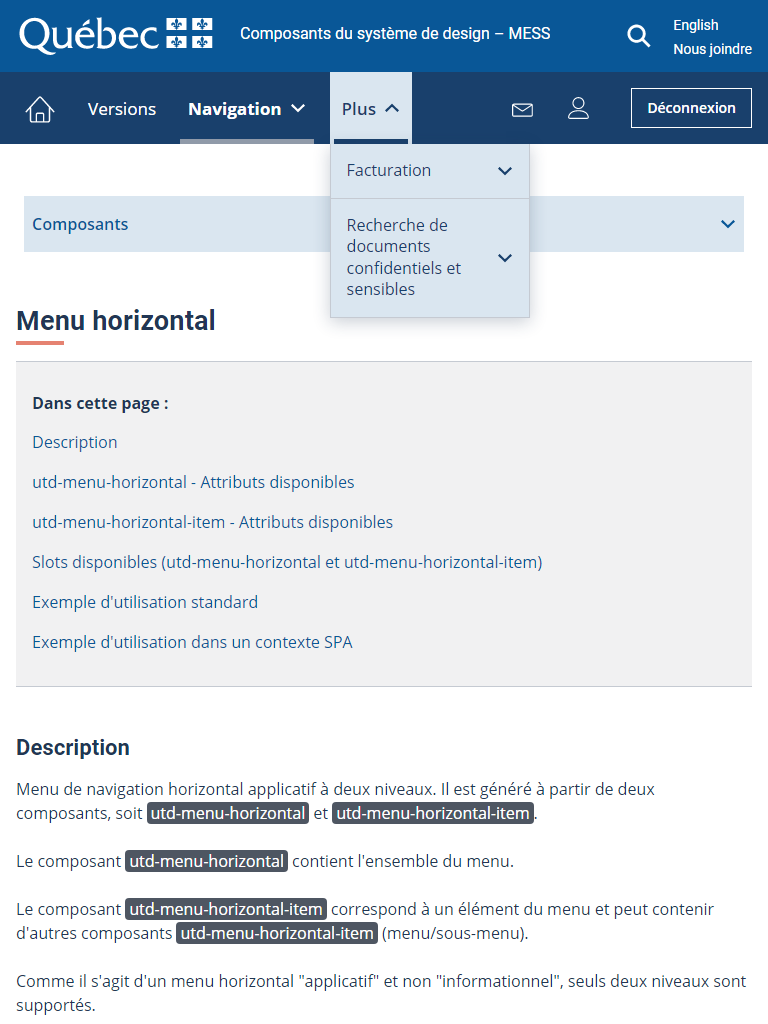 Québec
Composants du système de design – MESS
English
Nous joindre
Versions
Navigation
Plus
Déconnexion
Facturation
Recherche de
documents
confidentiels et
sensibles
Composants
Menu horizontal
Dans cette page :
Description
utd-menu-horizontal - Attributs disponibles
utd-menu-horizontal-item - Attributs disponibles
Slots disponibles (utd-menu-horizontal et utd-menu-horizontal-item)
Exemple d'utilisation standard
Exemple d'utilisation dans un contexte SPA
Description
Menu de navigation horizontal applicatif à deux niveaux. Il est généré à partir de deux
composants, soit utd-menu-horizontal et utd-menu-horizontal-item.
Le composant utd-menu-horizontal contient l'ensemble du menu.
Le composant utd-menu-horizontal-item correspond à un élément du menu et peut contenir
d'autres composants utd-menu-horizontal-item (menu/sous-menu).
Comme il s'agit d'un menu horizontal "applicatif" et non "informationnel", seuls deux niveaux sont
supportés.